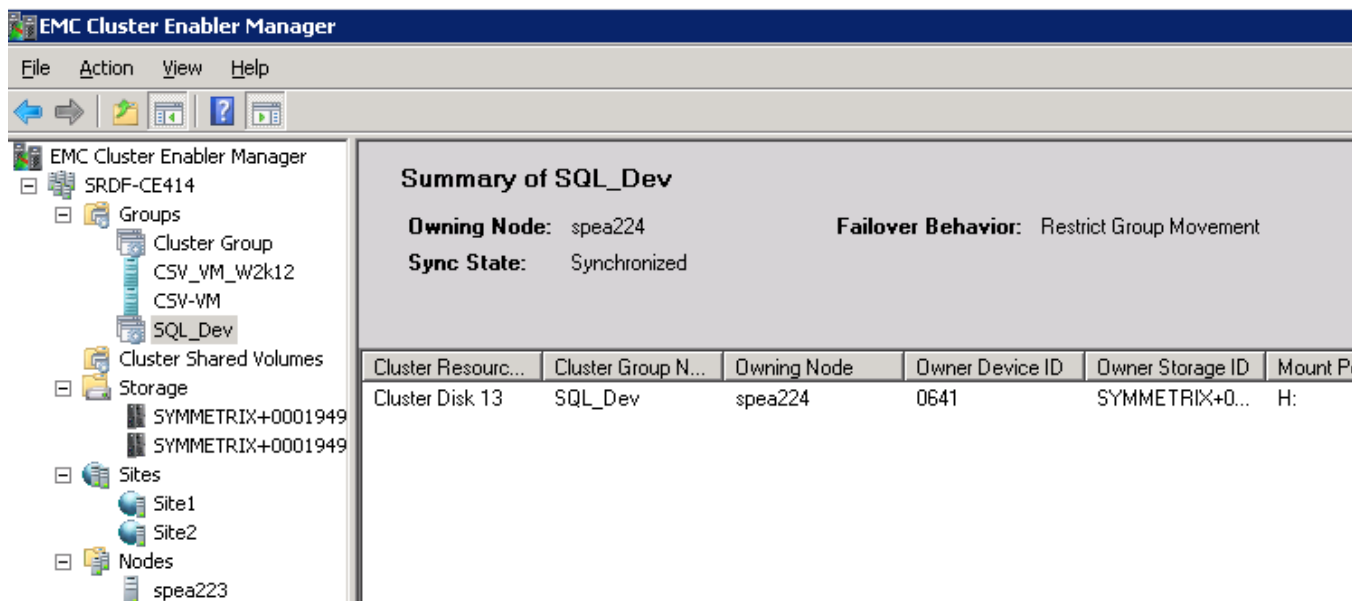 EMC Cluster Enabler Manager
File Action View Help
EMC Cluster Enabler Manager
SRDF-CE414
Groups
Cluster Group
CSV_VM_W2k12
CSV-VM
SQL_Dev
Cluster Shared Volumes
Storage
SYMMETRIX+0001949
SYMMETRIX+0001949
Sites
Site1
Site2
Nodes
spea223
Summary of SQL_Dev
Owning Node: spea224 Failover Behavior: Restrict Group Movement
Sync State: Synchronized
Cluster Resourc... Cluster Group N... Owning Node Owner Device ID Owner Storage ID Mount P
Cluster Disk 13 SQL_Dev spea224 0641 SYMMETRIX+0... H: